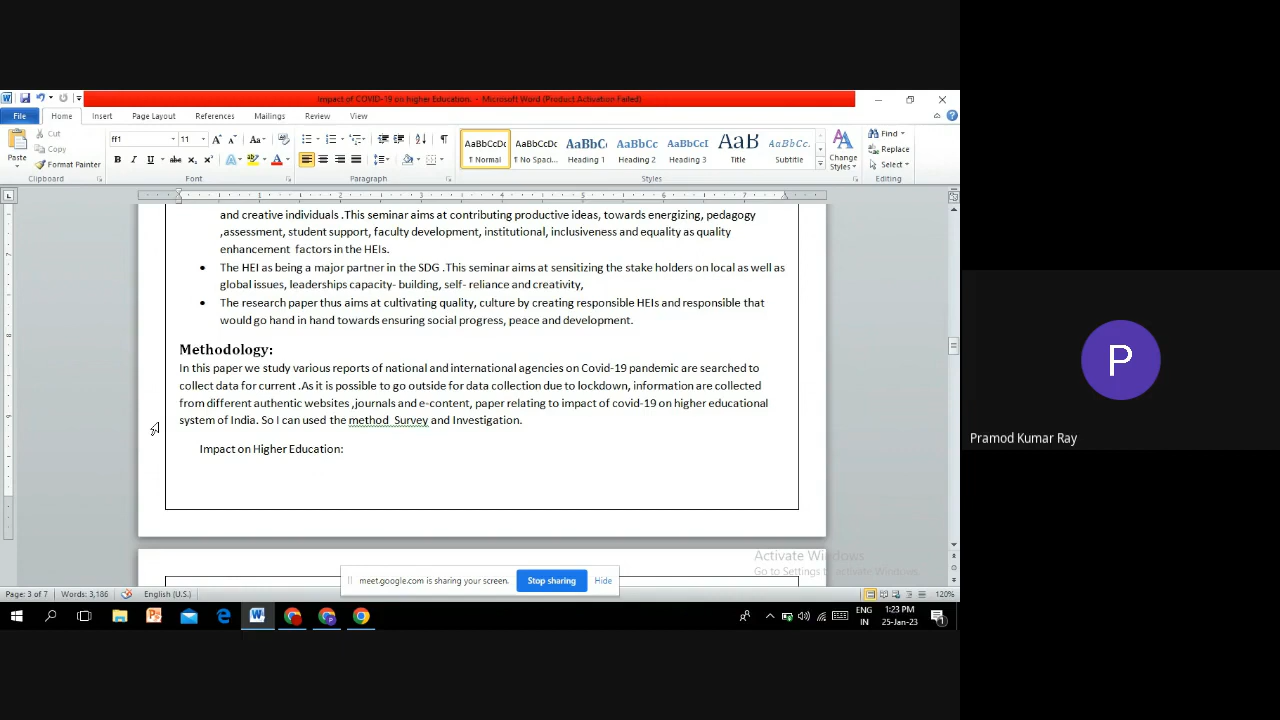 Impact of COVID-19 on higher Education. - Microsoft Word (Product Activation Failed)
File Home Insert Page Layout References Mailings Review View
Cut
Copy
Paste
Format Painter
Clipboard
ff1 11
Font
Paragraph
AaBbCcDc AaBbCcDc AaBbC AaBbCc AaBbCcI AaB AaBbCc.
¶ Normal ¶ No Spac... Heading 1 Heading 2 Heading 3 Title Subtitle
Change Styles
Styles
Find
Replace
Select
Editing
and creative individuals .This seminar aims at contributing productive ideas, towards energizing, pedagogy
,assessment, student support, faculty development, institutional, inclusiveness and equality as quality
enhancement factors in the HEIs.
• The HEI as being a major partner in the SDG .This seminar aims at sensitizing the stake holders on local as well as
global issues, leaderships capacity- building, self- reliance and creativity,
• The research paper thus aims at cultivating quality, culture by creating responsible HEIs and responsible that
would go hand in hand towards ensuring social progress, peace and development.
Methodology:
In this paper we study various reports of national and international agencies on Covid-19 pandemic are searched to
collect data for current .As it is possible to go outside for data collection due to lockdown, information are collected
from different authentic websites ,journals and e-content, paper relating to impact of covid-19 on higher educational
system of India. So I can used the method Survey and Investigation.
Impact on Higher Education:
Activate Windows
Go to Settings to activate Windows.
meet.google.com is sharing your screen. Stop sharing Hide
Page: 3 of 7 Words: 3,186 English (U.S.) 120%
ENG
IN
1:23 PM
25-Jan-23
P
Pramod Kumar Ray